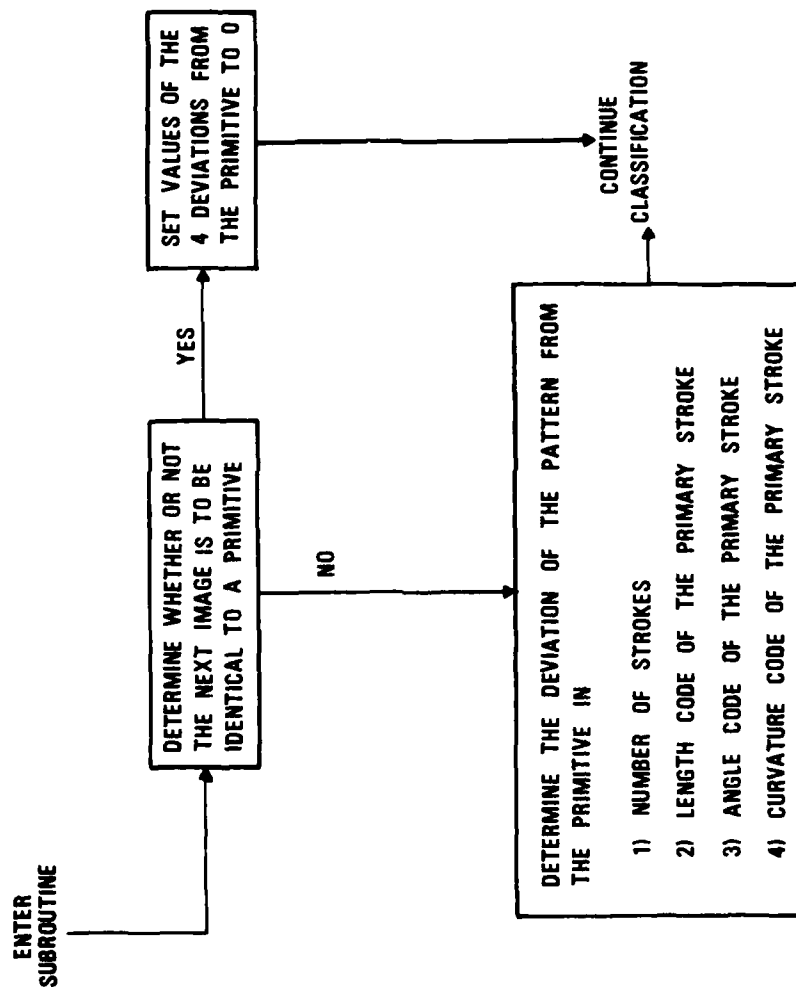 ENTER
SUBROUTINE
DETERMINE WHETHER OR NOT
THE NEXT IMAGE IS TO BE
IDENTICAL TO A PRIMITIVE
YES
SET VALUES OF THE
4 DEVIATIONS FROM
THE PRIMITIVE TO 0
NO
DETERMINE THE DEVIATION OF THE PATTERN FROM
THE PRIMITIVE IN
1) NUMBER OF STROKES
2) LENGTH CODE OF THE PRIMARY STROKE
3) ANGLE CODE OF THE PRIMARY STROKE
4) CURVATURE CODE OF THE PRIMARY STROKE
CONTINUE
CLASSIFICATION